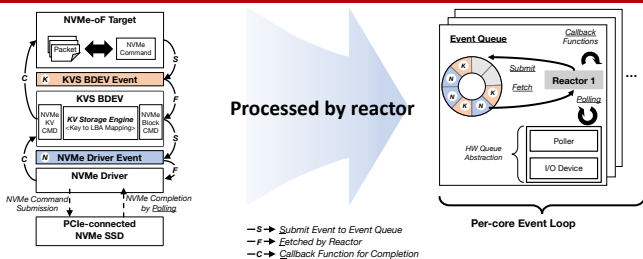 NVMe-oF Target
Packet
NVMe
Command
S
K KVS BDEV Event
C
F
KVS BDEV
NVMe
KV
CMD
KV Storage Engine
<Key to LBA Mapping>
NVMe
Block
CMD
S
N NVMe Driver Event
C
F
NVMe Driver
NVMe Command
Submission
NVMe Completion
by Polling
PCIe-connected
NVMe SSD
Processed by reactor
S Submit Event to Event Queue
F Fetched by Reactor
C Callback Function for Completion
Event Queue
Callback
Functions
K
N
N
N
K
K
N
Submit
Fetch
Reactor 1
Polling
...
HW Queue
Abstraction
Poller
I/O Device
Per-core Event Loop